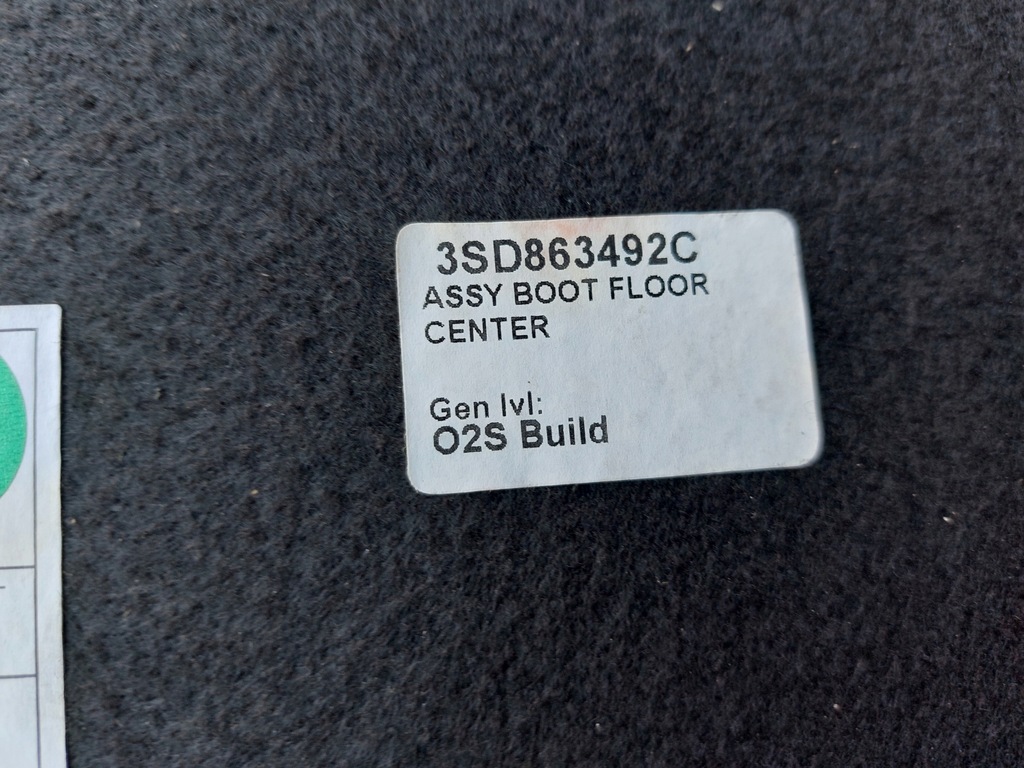 3SD863492C
ASSY BOOT FLOOR
CENTER
Gen lvl:
O2S Build